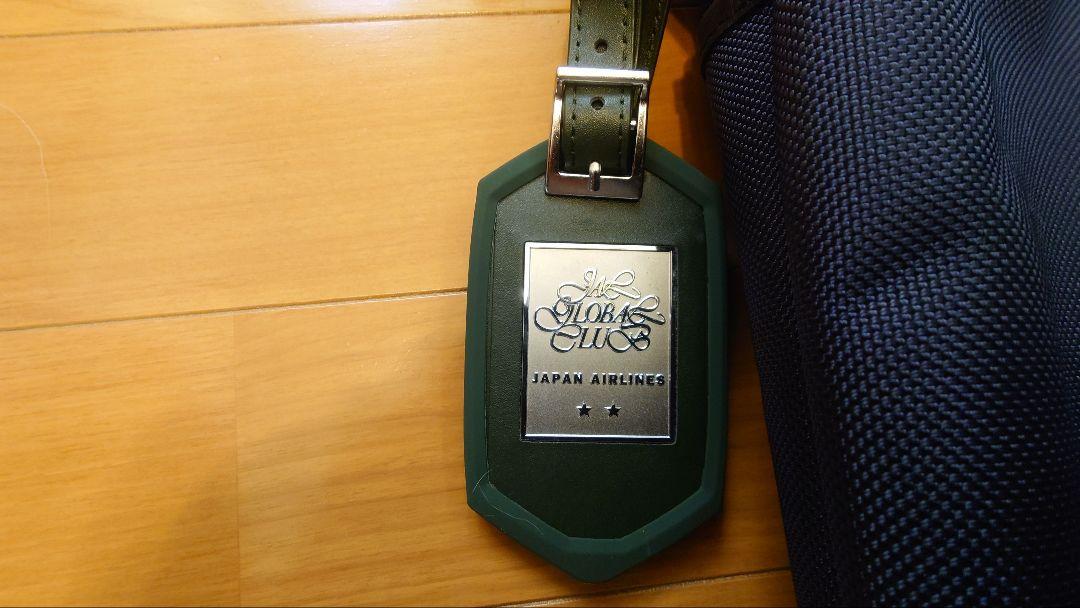 JAL
GLOBAL
CLUB
JAPAN AIRLINES
★ ★